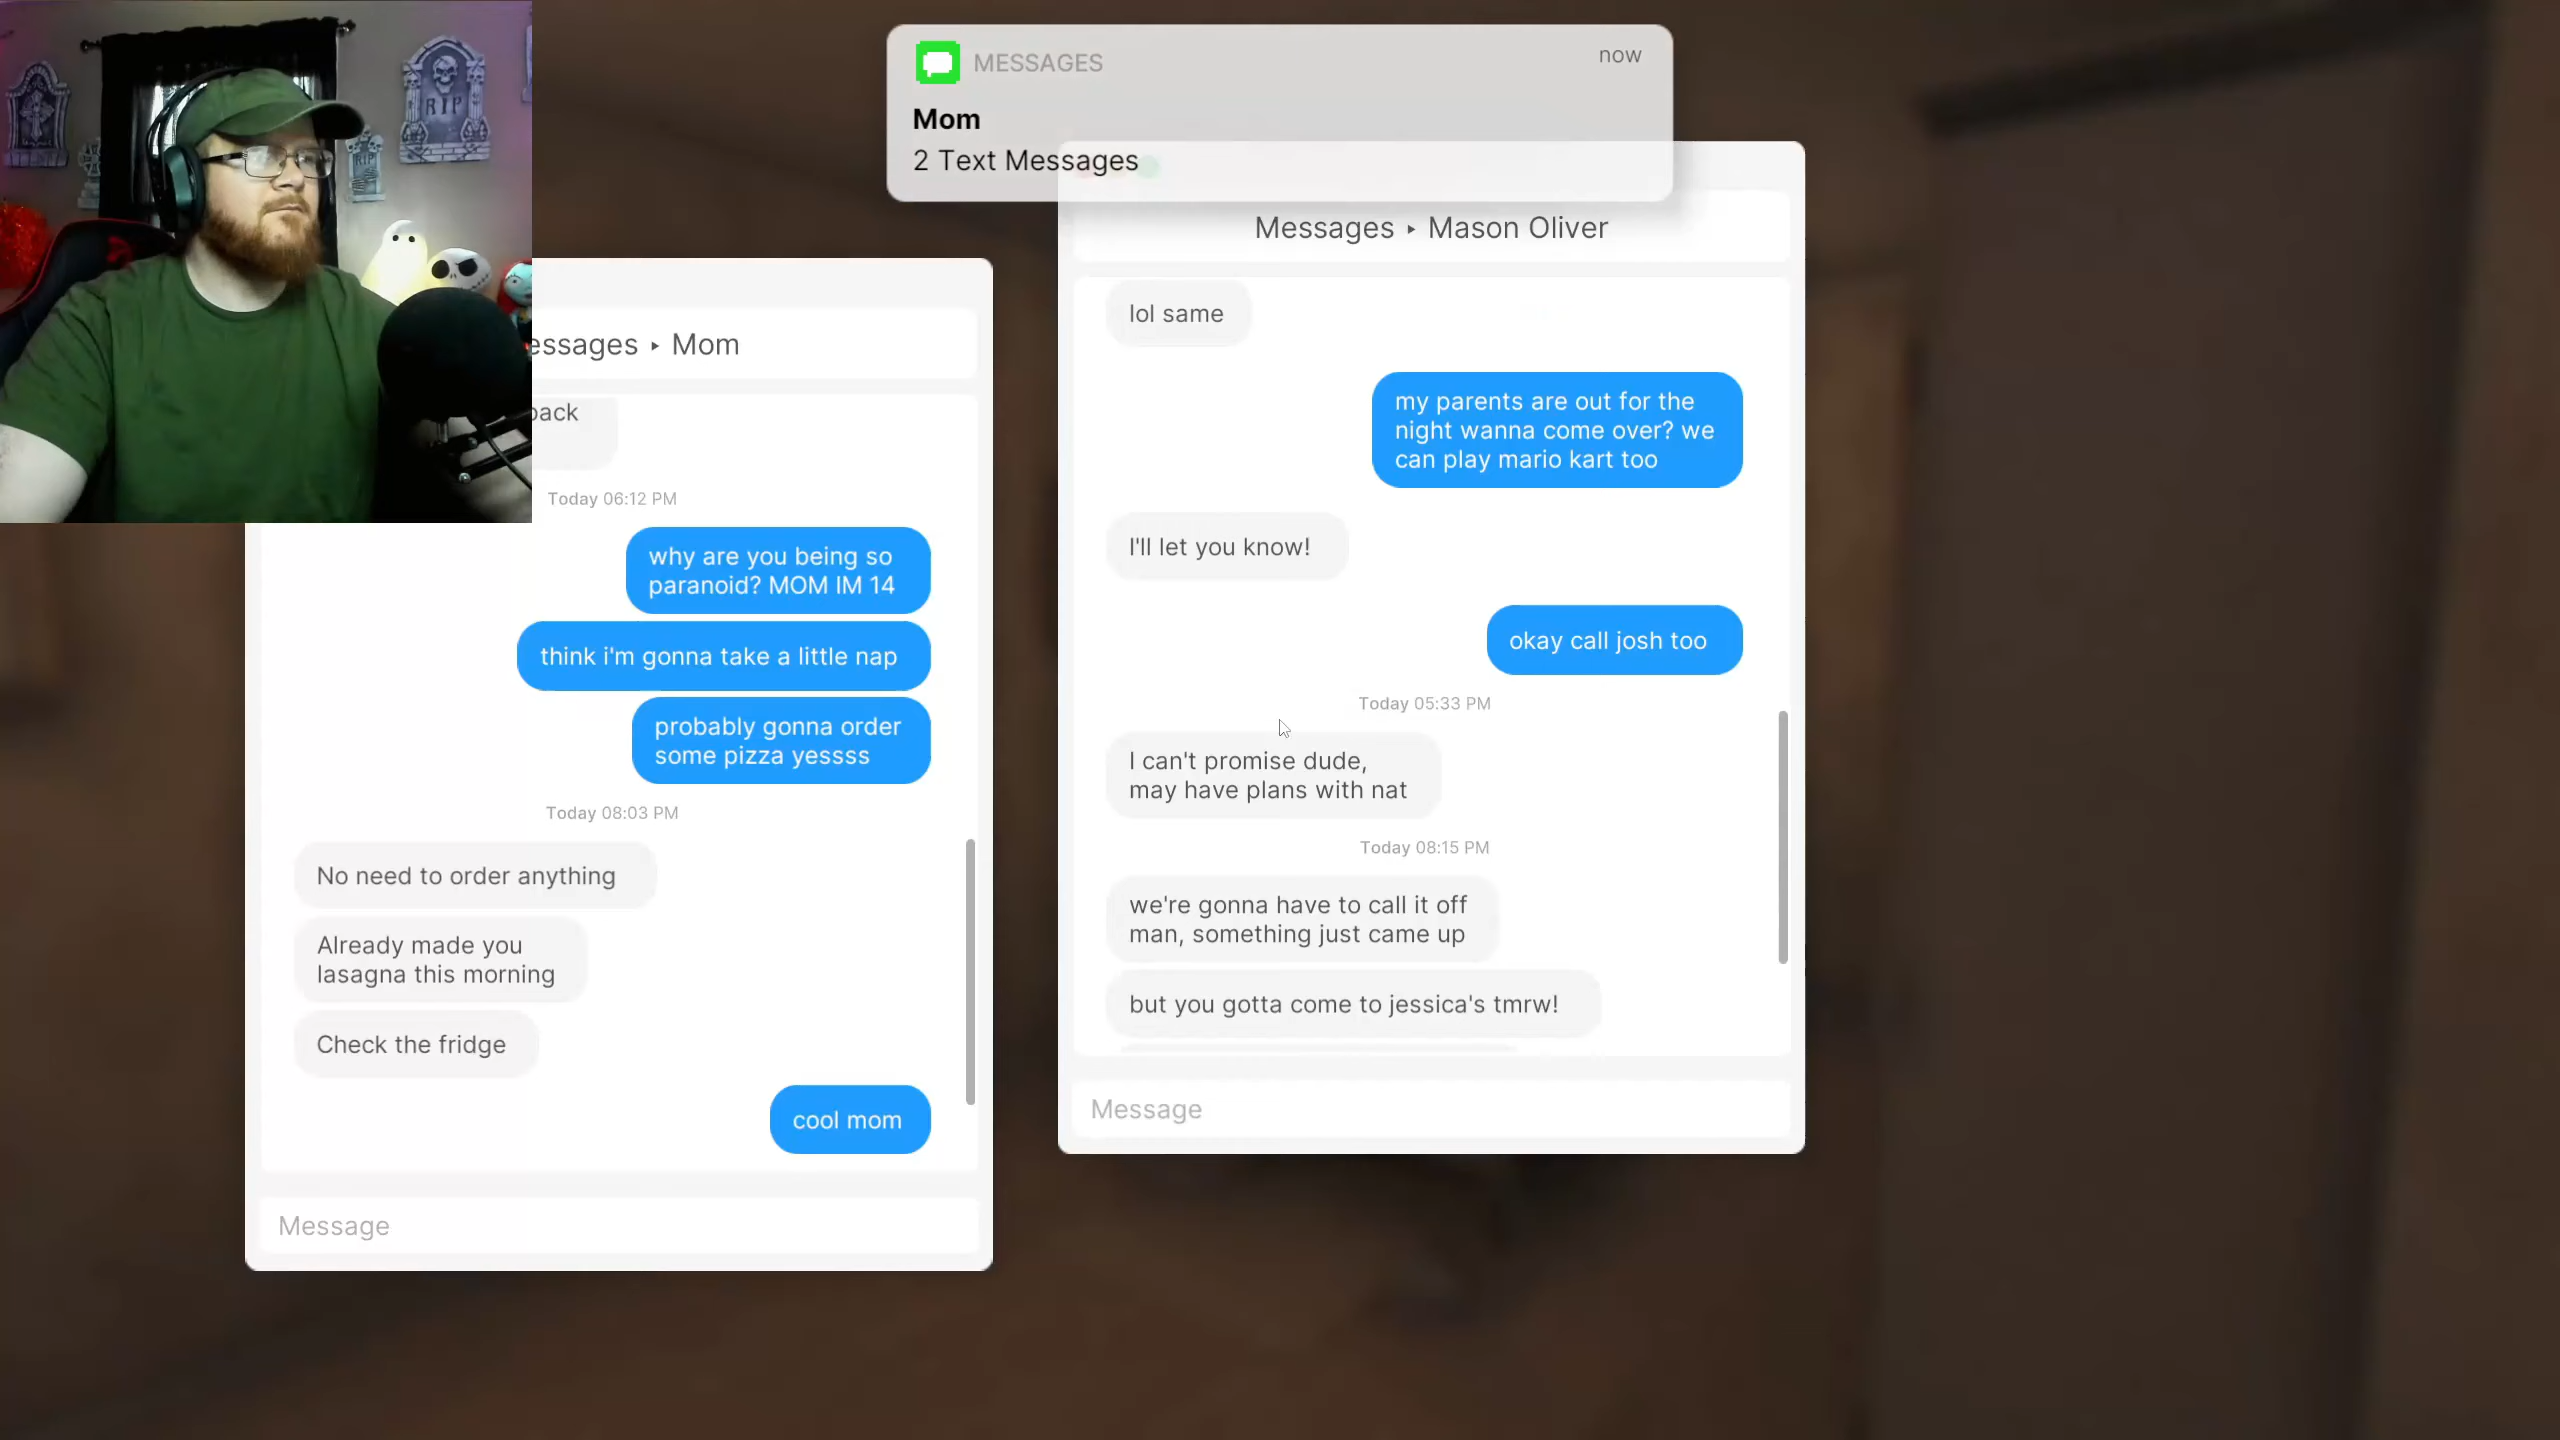 MESSAGES
now
Mom
2 Text Messages
Messages ▸ Mason Oliver
lol same
my parents are out for the
night wanna come over? we
can play mario kart too
I'll let you know!
okay call josh too
Today 05:33 PM
I can't promise dude,
may have plans with nat
Today 08:15 PM
we're gonna have to call it off
man, something just came up
but you gotta come to jessica's tmrw!
Message
essages ▸ Mom
back
Today 06:12 PM
why are you being so
paranoid? MOM IM 14
think i'm gonna take a little nap
probably gonna order
some pizza yessss
Today 08:03 PM
No need to order anything
Already made you
lasagna this morning
Check the fridge
cool mom
Message
RIP
RIP